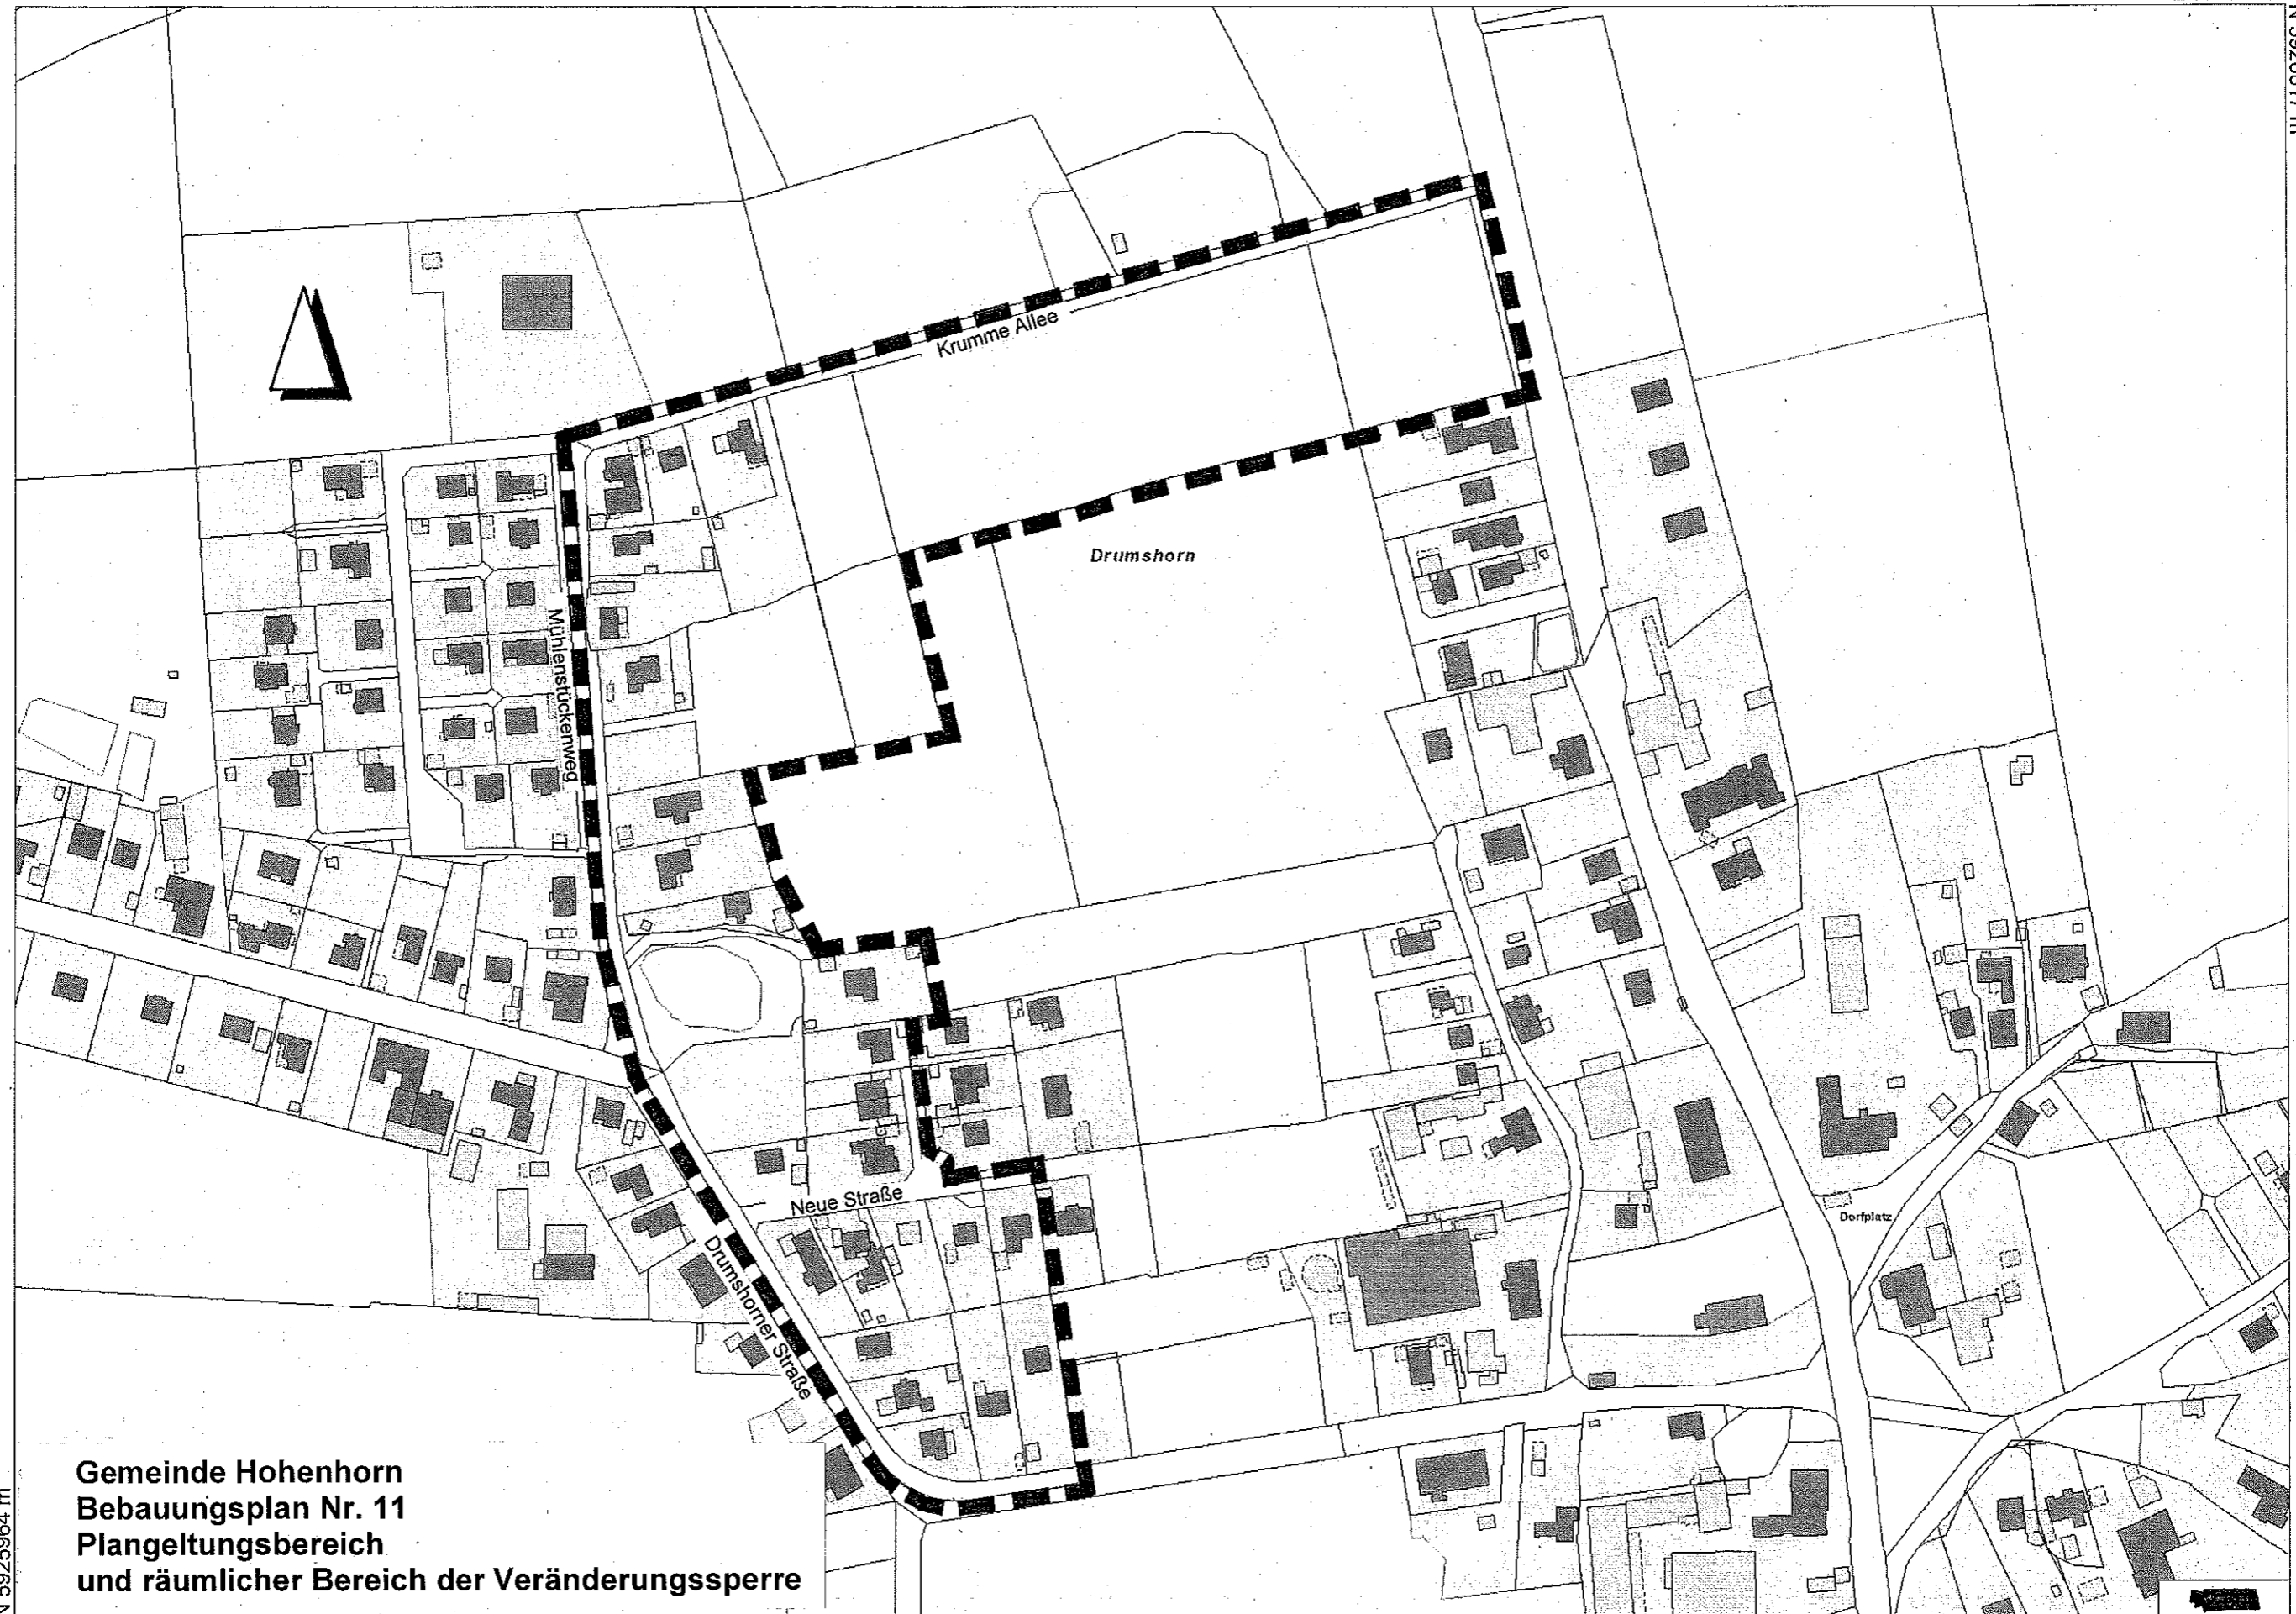 Krumme Allee
Drumshorn
Mühlenstückenweg
Neue Straße
Dorfplatz
Drumshorner Straße
Gemeinde Hohenhorn
Bebauungsplan Nr. 11
Plangeltungsbereich
und räumlicher Bereich der Veränderungssperre
N 5925964 m